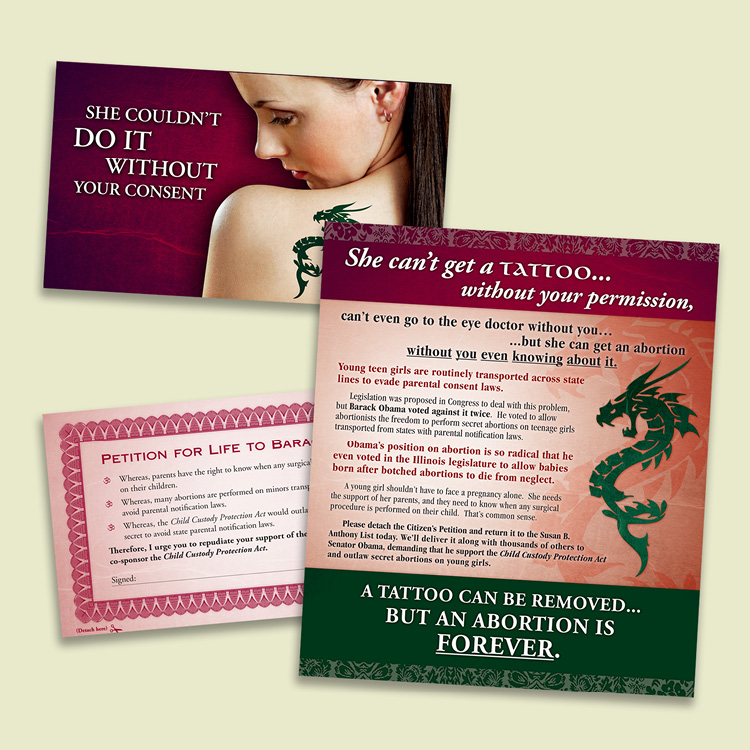 SHE COULDN'T
DO IT
WITHOUT
YOUR CONSENT
She can't get a TATTOO...
without your permission,
can't even go to the eye doctor without you...
...but she can get an abortion
without you even knowing about it.
Young teen girls are routinely transported across state
lines to evade parental consent laws.
Legislation was proposed in Congress to deal with this problem,
but Barack Obama voted against it twice. He voted to allow
abortionists the freedom to perform secret abortions on teenage girls
transported from states with parental notification laws.
Obama's position on abortion is so radical that he
even voted in the Illinois legislature to allow babies
born after botched abortions to die from neglect.
A young girl shouldn't have to face a pregnancy alone. She needs
the support of her parents, and they need to know when any surgical
procedure is performed on their child. That's common sense.
Please detach the Citizen's Petition and return it to the Susan B.
Anthony List today. We'll deliver it along with thousands of others to
Senator Obama, demanding that he support the Child Custody Protection Act
and outlaw secret abortions on young girls.
A TATTOO CAN BE REMOVED...
BUT AN ABORTION IS
FOREVER.
PETITION FOR LIFE TO BARA
Whereas, parents have the right to know when any surgical
on their children.
Whereas, many abortions are performed on minors trans
avoid parental notification laws.
Whereas, the Child Custody Protection Act would outla
secret to avoid state parental notification laws.
Therefore, I urge you to repudiate your support of the
co-sponsor the Child Custody Protection Act.
Signed:
(Detach here)